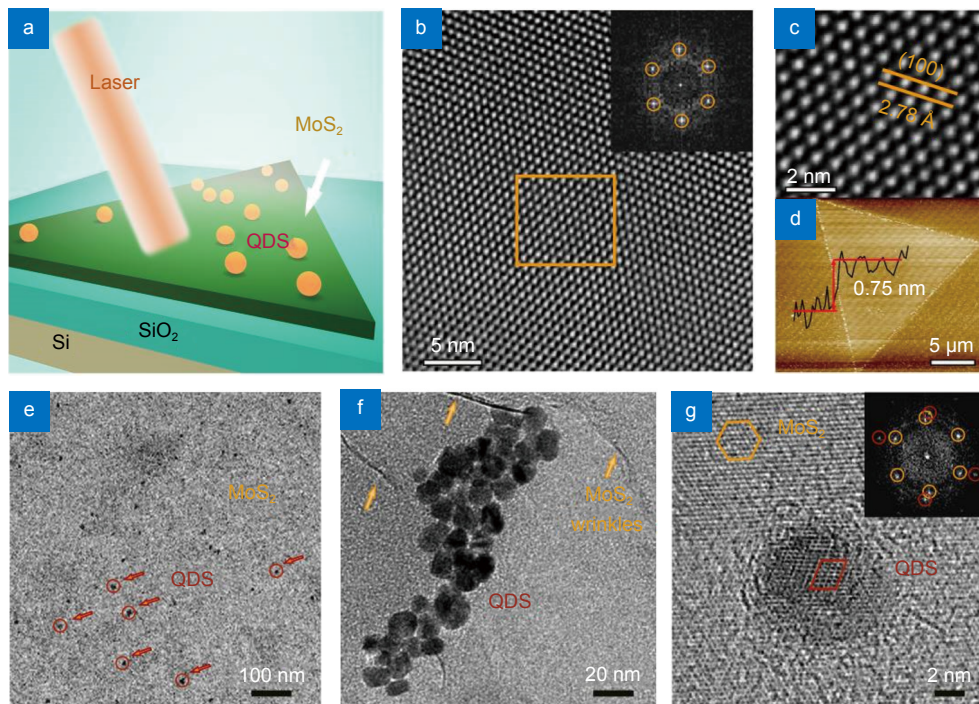 a
Laser
MoS₂
QDS
SiO₂
Si
b
5 nm
c
(100)
2.78 A
2 nm
d
0.75 nm
5 μm
e
MoS₂
QDS
100 nm
f
MoS₂
wrinkles
QDS
20 nm
g
MoS₂
QDS
2 nm